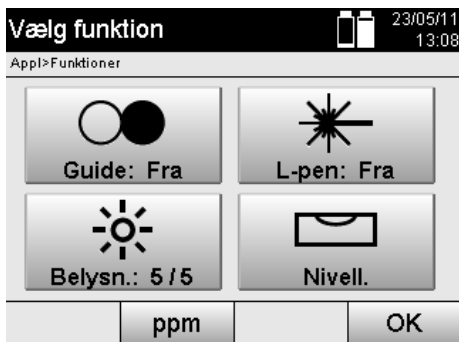 Vælg funktion
23/05/11
13:08
Appl>Funktioner
Guide: Fra
L-pen: Fra
Belysn.: 5/5
Nivell.
ppm
OK